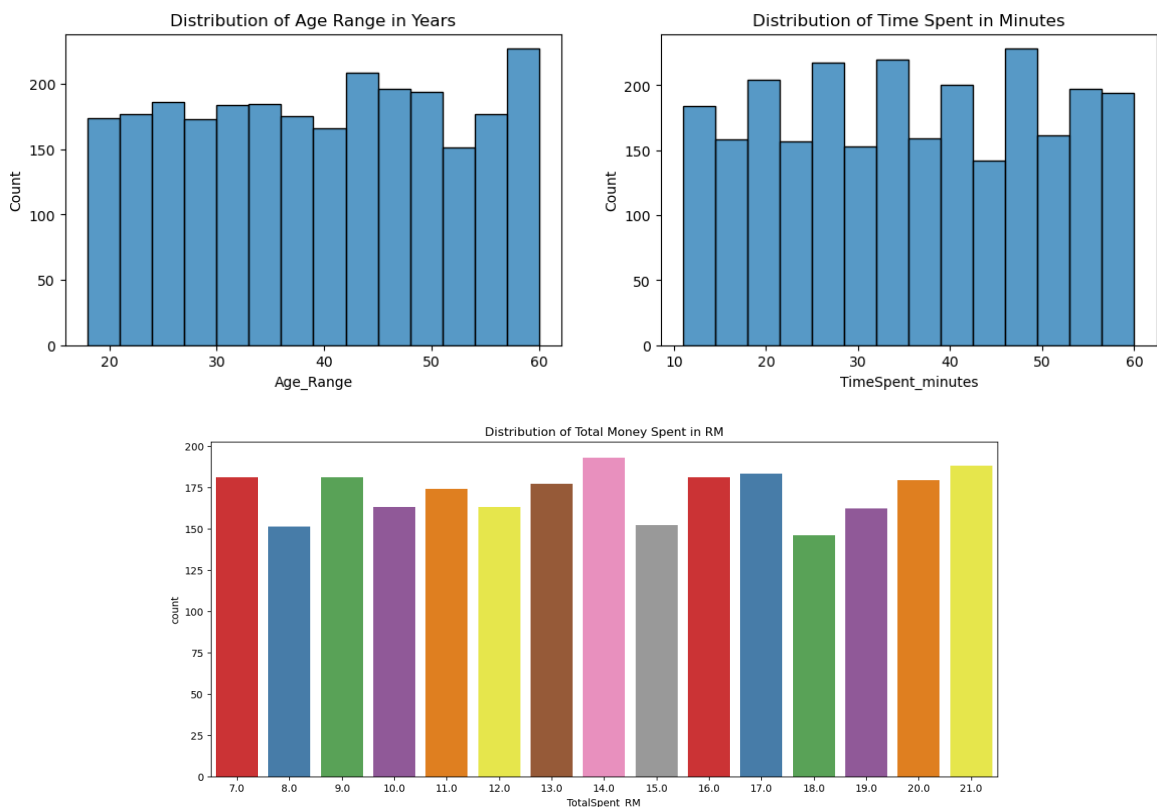 Distribution of Age Range in Years
200
150
100
50
0
Count
20 30 40 50 60
Age_Range
Distribution of Time Spent in Minutes
200
150
100
50
0
Count
10 20 30 40 50 60
TimeSpent_minutes
Distribution of Total Money Spent in RM
200
175
150
125
100
75
50
25
0
count
7.0 8.0 9.0 10.0 11.0 12.0 13.0 14.0 15.0 16.0 17.0 18.0 19.0 20.0 21.0
TotalSpent_RM